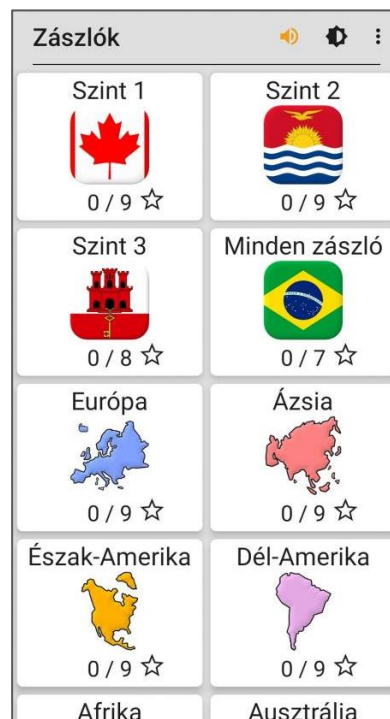 Zászlók
Szint 1
0 / 9
Szint 2
0 / 9
Szint 3
0 / 8
Minden zászló
0 / 7
Európa
0 / 9
Ázsia
0 / 9
Észak-Amerika
0 / 9
Dél-Amerika
0 / 9
Afrika
Ausztrália